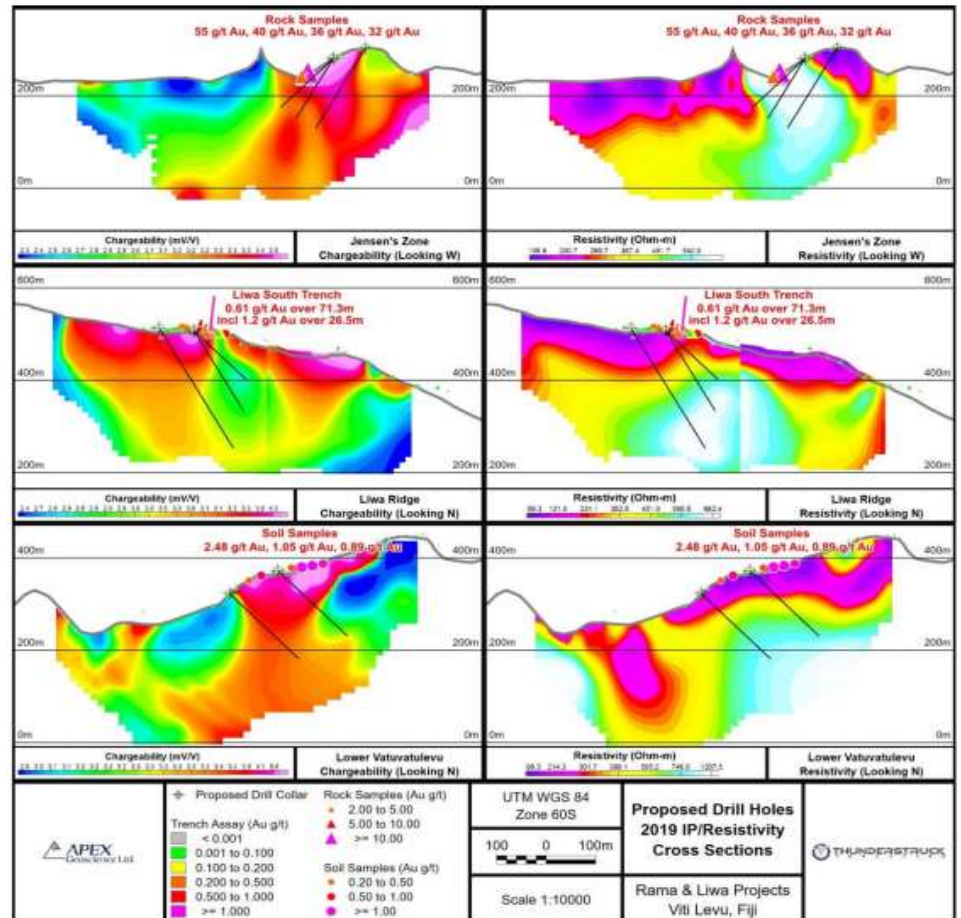 Rock Samples
55 g/t Au, 40 g/t Au, 36 g/t Au, 32 g/t Au
200m
200m
0m
0m
Chargeability (mV/V)
Jensen's Zone
Chargeability (Looking W)
Rock Samples
55 g/t Au, 40 g/t Au, 36 g/t Au, 32 g/t Au
200m
200m
0m
0m
Resistivity (Ohm-m)
Jensen's Zone
Resistivity (Looking W)
600m
600m
Liwa South Trench
0.61 g/t Au over 71.3m
incl 1.2 g/t Au over 26.5m
400m
400m
200m
200m
Chargeability (mV/V)
Liwa Ridge
Chargeability (Looking N)
600m
600m
Liwa South Trench
0.61 g/t Au over 71.3m
incl 1.2 g/t Au over 26.5m
400m
400m
200m
200m
Resistivity (Ohm-m)
Liwa Ridge
Resistivity (Looking N)
Soil Samples
2.48 g/t Au, 1.05 g/t Au, 0.89 g/t Au
400m
400m
200m
200m
0m
0m
Chargeability (mV/V)
Lower Vatuvatulevu
Chargeability (Looking N)
Soil Samples
2.48 g/t Au, 1.05 g/t Au, 0.89 g/t Au
400m
400m
200m
200m
0m
0m
Resistivity (Ohm-m)
Lower Vatuvatulevu
Resistivity (Looking N)
APEX
Geoscience Ltd.
Proposed Drill Collar
Trench Assay (Au g/t)
< 0.001
0.001 to 0.100
0.100 to 0.200
0.200 to 0.500
0.500 to 1.000
>= 1.000
Rock Samples (Au g/t)
2.00 to 5.00
5.00 to 10.00
>= 10.00
Soil Samples (Au g/t)
0.20 to 0.50
0.50 to 1.00
>= 1.00
UTM WGS 84
Zone 60S
100 0 100m
Scale 1:10000
Proposed Drill Holes
2019 IP/Resistivity
Cross Sections
Rama & Liwa Projects
Viti Levu, Fiji
THUNDERSTRUCK